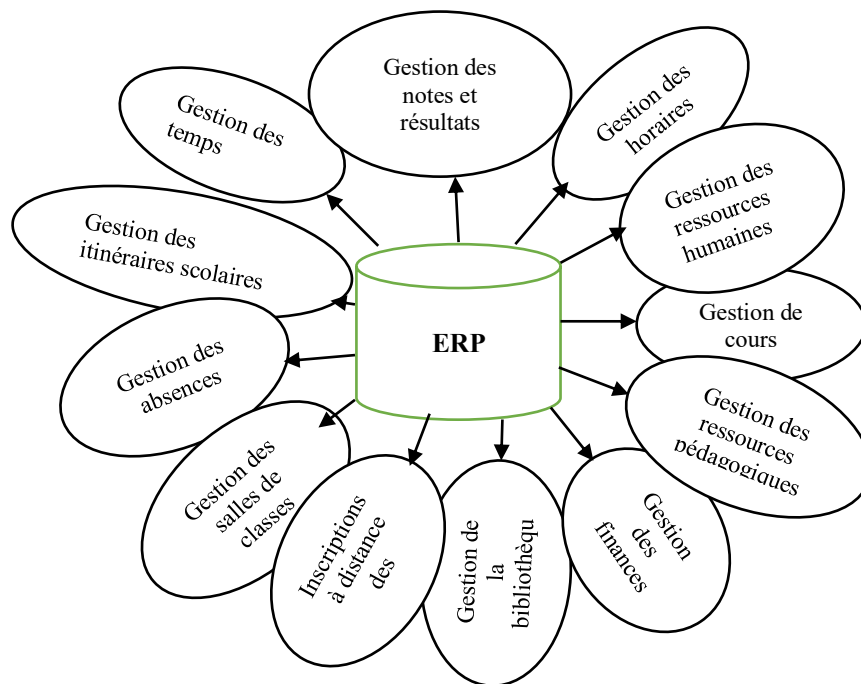 Gestion des
notes et
résultats
Gestion des
horaires
Gestion des
ressources
humaines
Gestion de
cours
Gestion des
ressources
pédagogiques
Gestion
des
finances
Gestion de
la
bibliothèqu
Inscriptions
à distance
des
Gestion des
salles de
classes
Gestion des
absences
Gestion des
itinéraires scolaires
Gestion des
temps
ERP